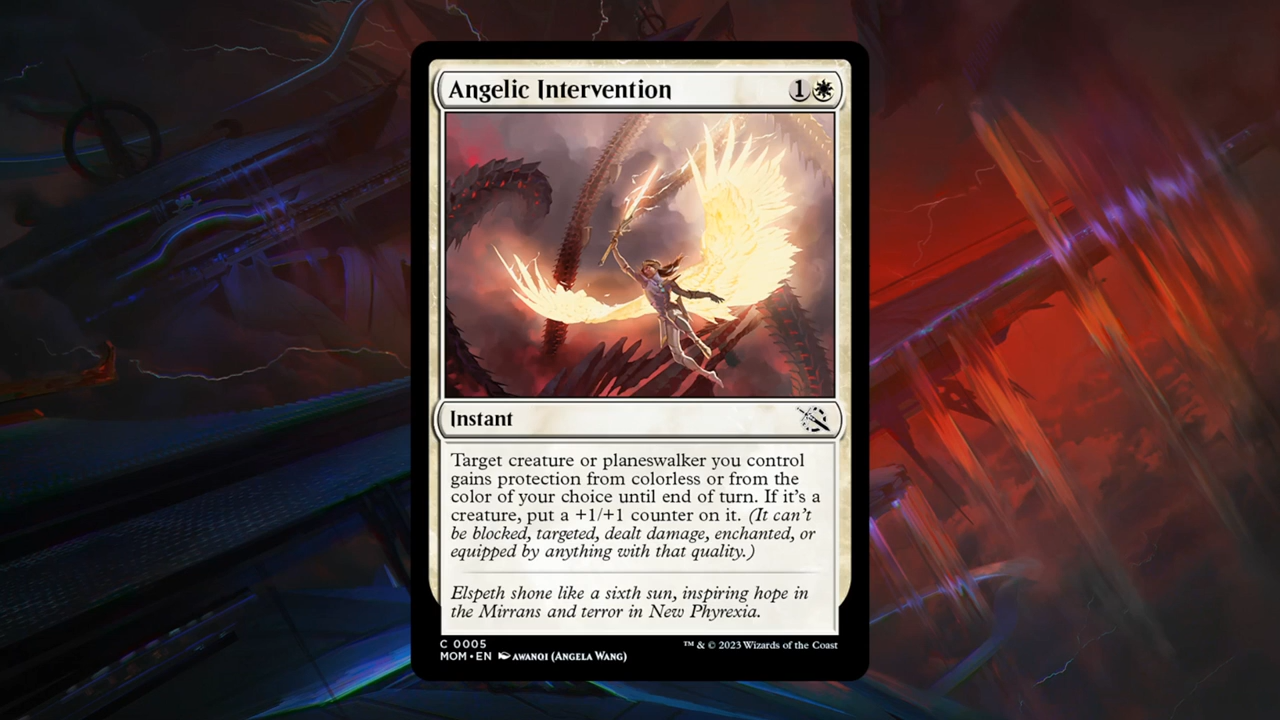 Angelic Intervention 1
Instant
Target creature or planeswalker you control
gains protection from colorless or from the
color of your choice until end of turn. If it's a
creature, put a +1/+1 counter on it. (It can't
be blocked, targeted, dealt damage, enchanted, or
equipped by anything with that quality.)
Elspeth shone like a sixth sun, inspiring hope in
the Mirrans and terror in New Phyrexia.
C 0005
MOM • EN AWANQI (ANGELA WANG)
™ & © 2023 Wizards of the Coast